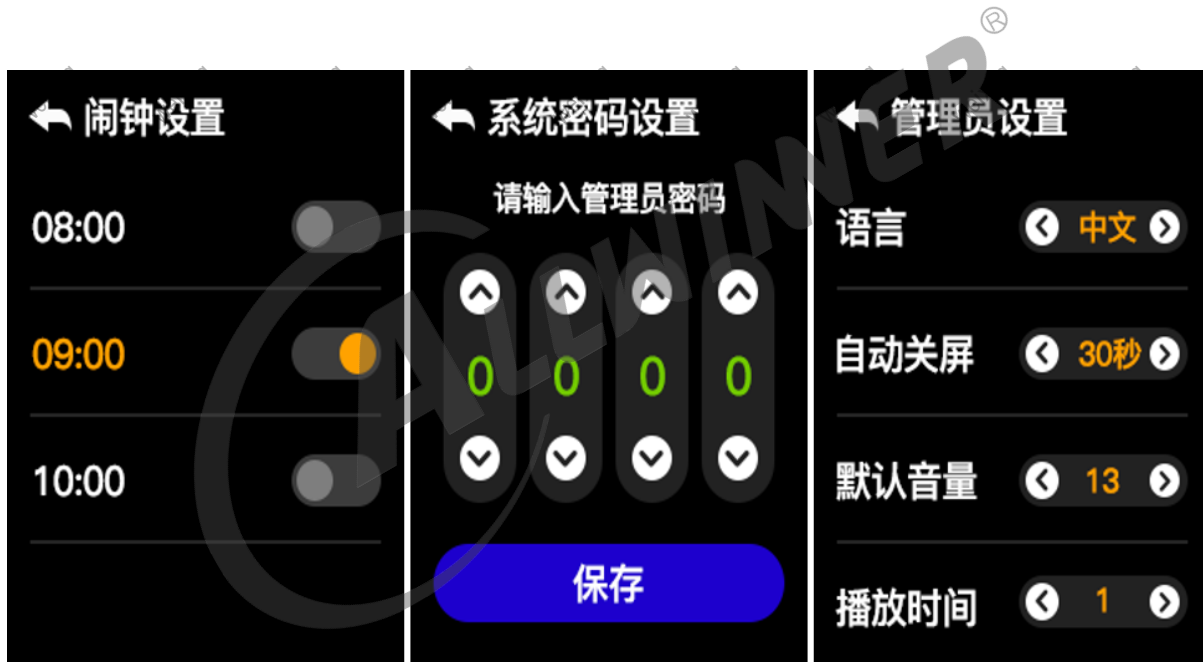 闹钟设置
08:00
09:00
10:00
系统密码设置
请输入管理员密码
0 0 0 0
保存
管理员设置
语言 中文
自动关屏 30秒
默认音量 13
播放时间 1
ALLWINNER®